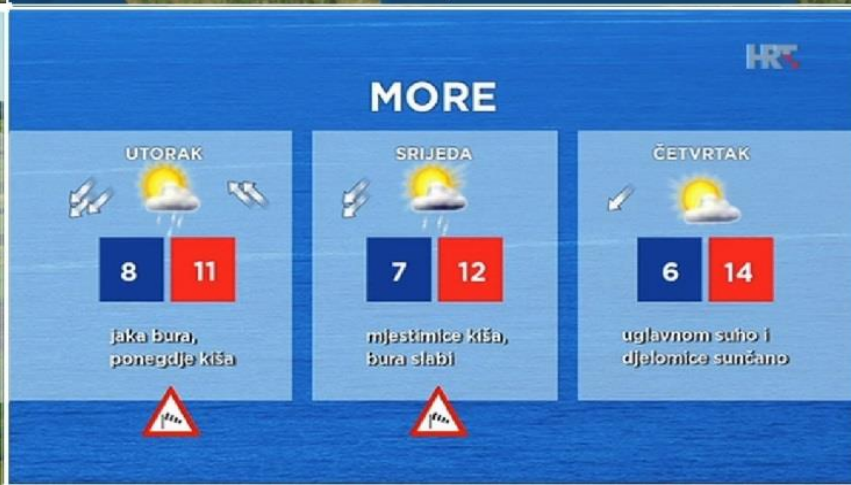 HRT
MORE
UTORAK
8
11
jaka bura,
ponegdje kiša
SRIJEDA
7
12
mjestimice kiša,
bura slabi
ČETVRTAK
6
14
uglavnom suho i
djelomice sunčano